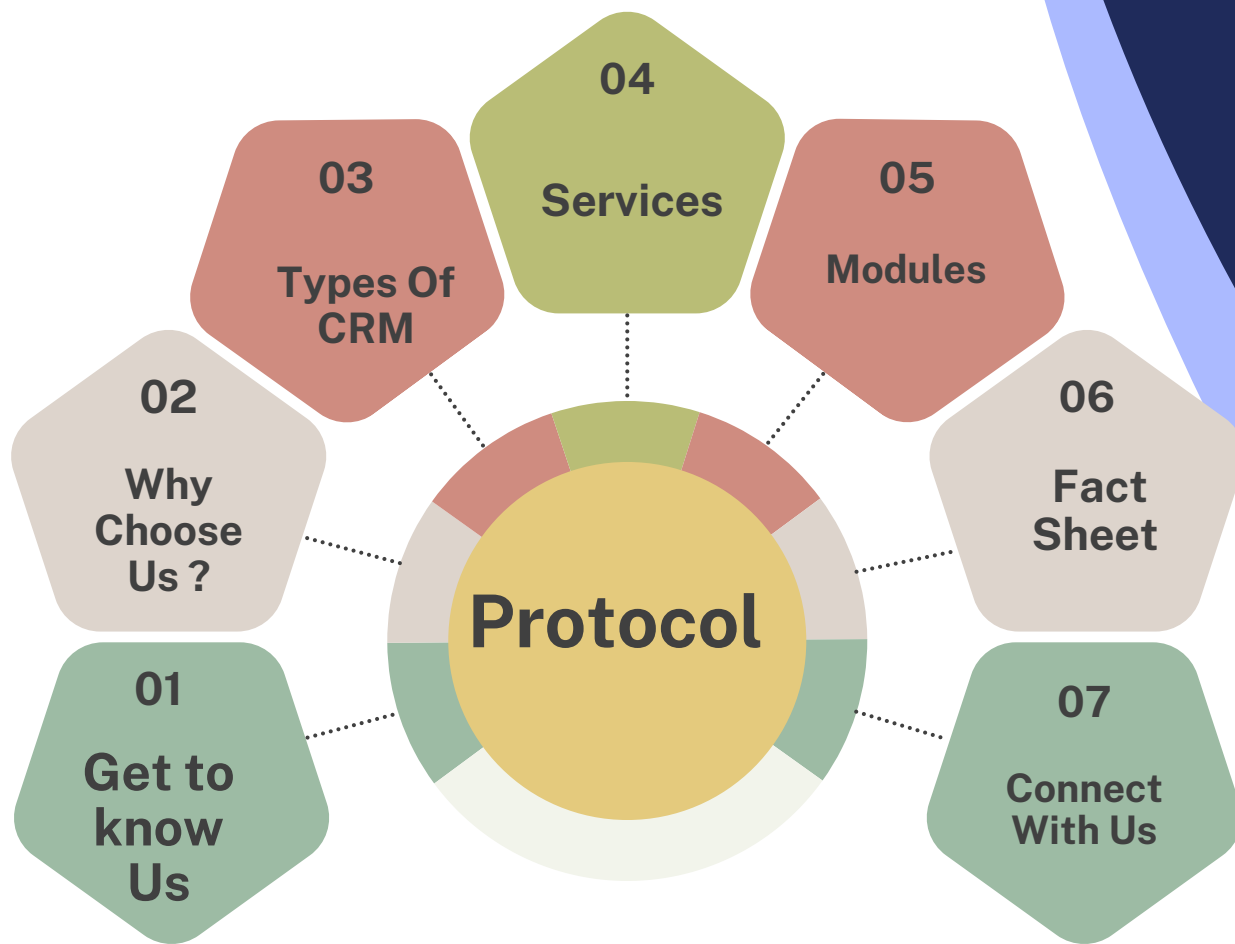 01
Get to
know
Us
02
Why
Choose
Us ?
03
Types Of
CRM
04
Services
05
Modules
06
Fact
Sheet
07
Connect
With Us
Protocol